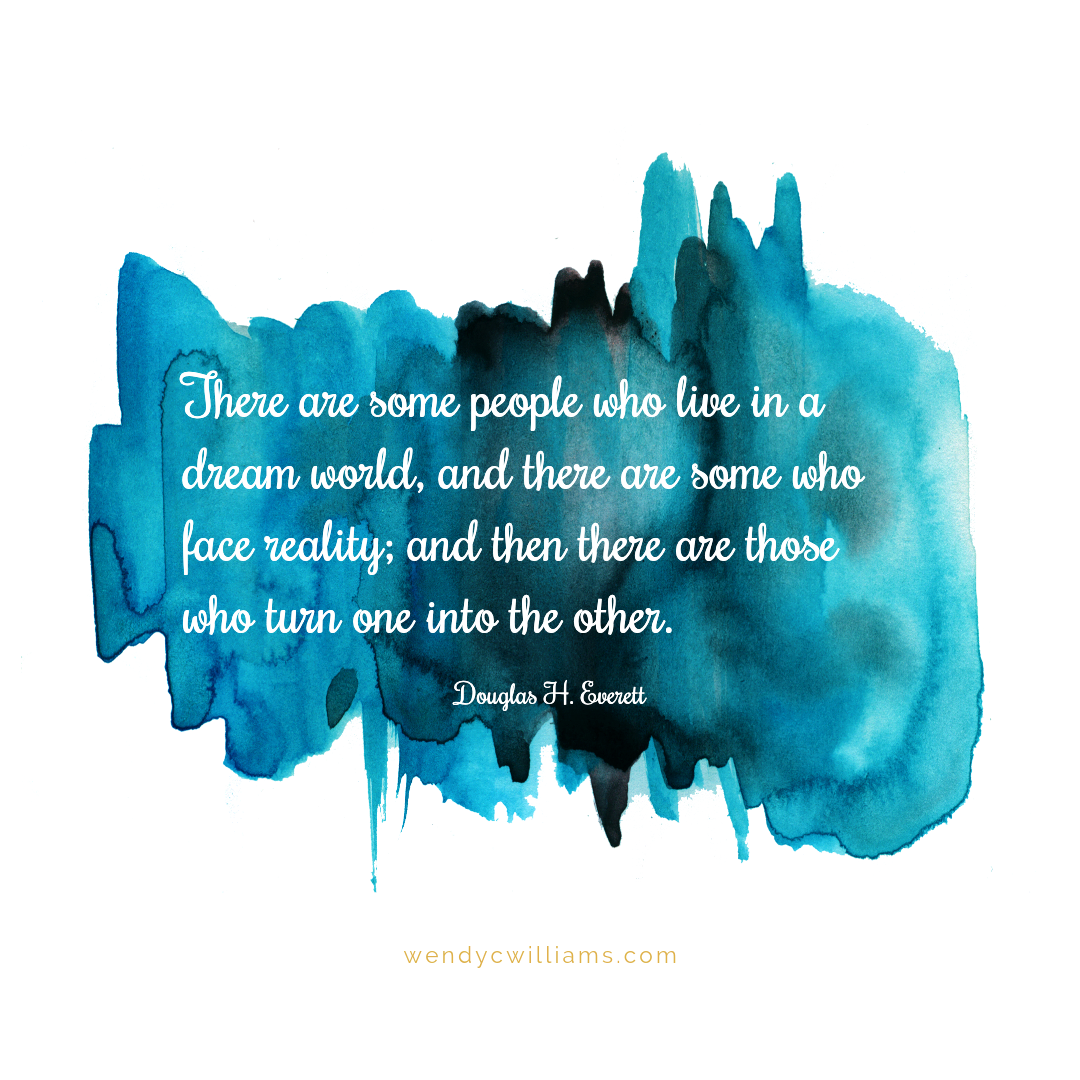 There are some people who live in a
dream world, and there are some who
face reality; and then there are those
who turn one into the other.
Douglas H. Everett
wendycwilliams.com